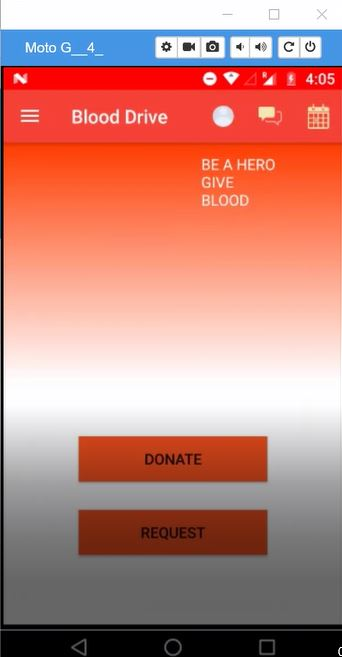 Moto G__4_
4:05
Blood Drive
BE A HERO
GIVE
BLOOD
DONATE
REQUEST